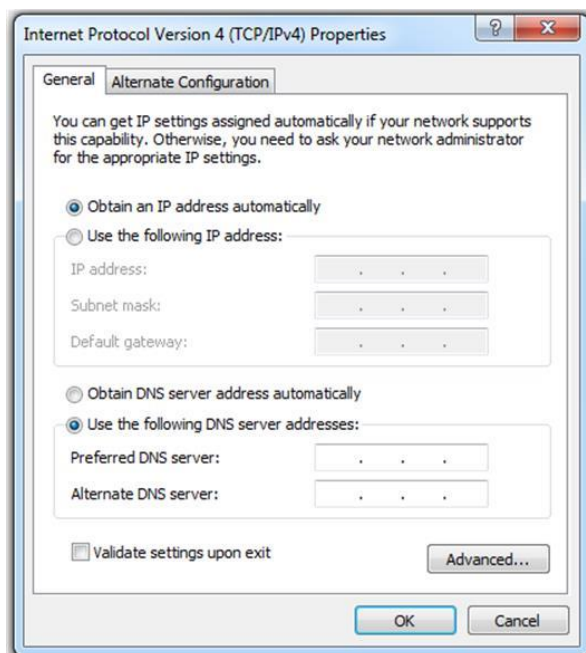 Internet Protocol Version 4 (TCP/IPv4) Properties
General
Alternate Configuration
You can get IP settings assigned automatically if your network supports
this capability. Otherwise, you need to ask your network administrator
for the appropriate IP settings.
Obtain an IP address automatically
Use the following IP address:
IP address:
Subnet mask:
Default gateway:
Obtain DNS server address automatically
Use the following DNS server addresses:
Preferred DNS server:
Alternate DNS server:
Validate settings upon exit
Advanced...
OK
Cancel